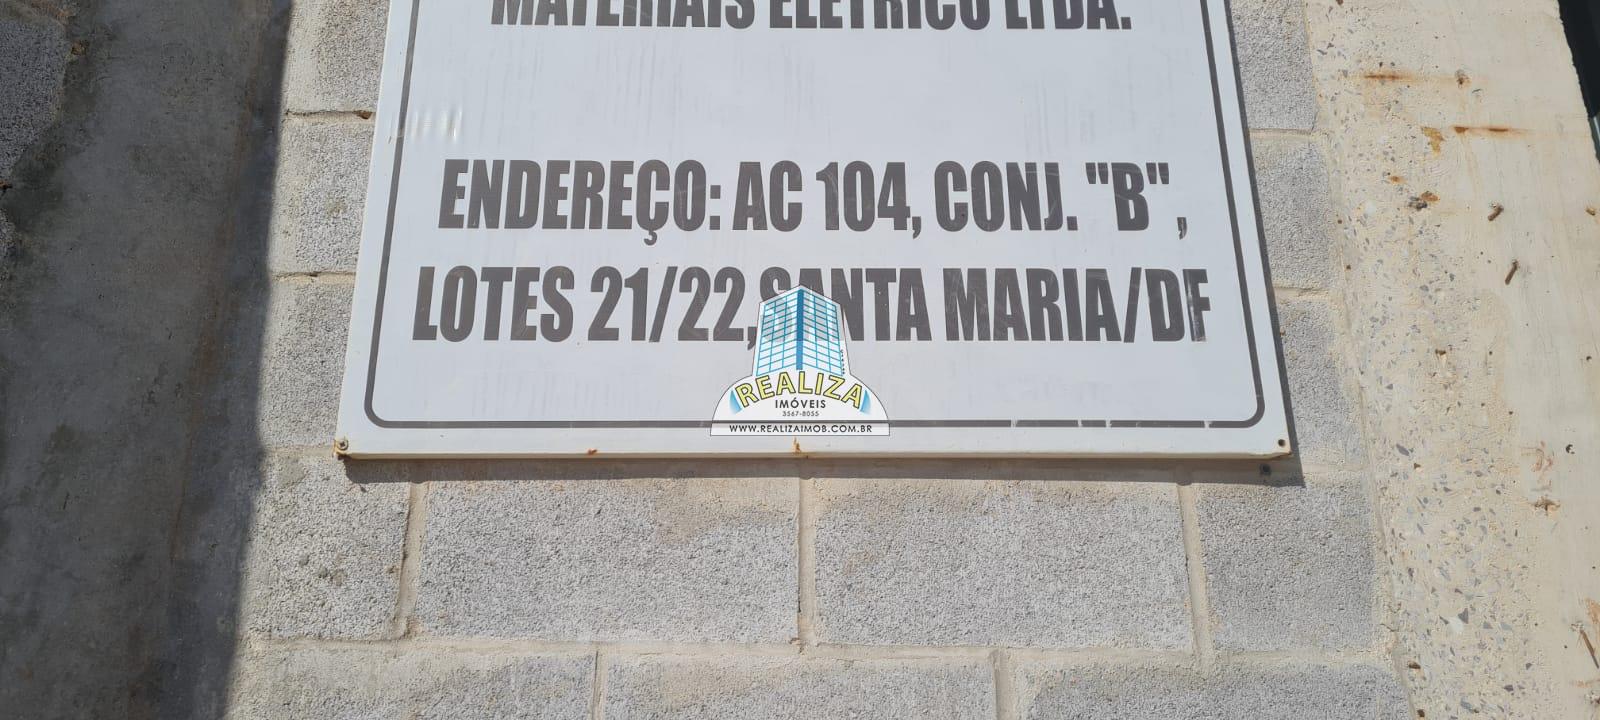 MATERIAIS ELÉTRICO LTDA.
ENDEREÇO: AC 104, CONJ. "B",
LOTES 21/22, SANTA MARIA/DF
REALIZA
IMÓVEIS
3567-8055
WWW.REALIZAIMOB.COM.BR